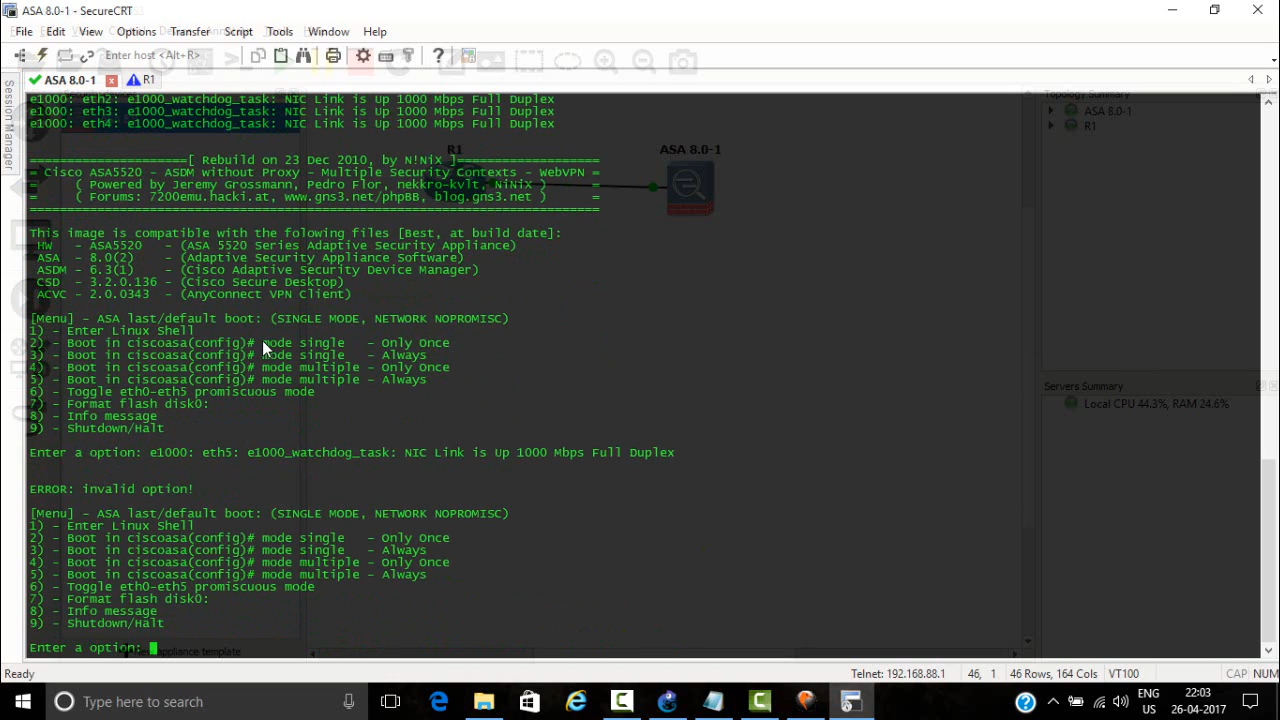 ASA 8.0-1 - SecureCRT
File Edit View Options Transfer Script Tools Window Help
Enter host <Alt+R>
Session Manager
ASA 8.0-1 R1
Topology Summary
ASA 8.0-1
R1
R1 ASA 8.0-1
Servers Summary
Local CPU 44.3%, RAM 24.6%
e1000: eth2: e1000_watchdog_task: NIC Link is Up 1000 Mbps Full Duplex
e1000: eth3: e1000_watchdog_task: NIC Link is Up 1000 Mbps Full Duplex
e1000: eth4: e1000_watchdog_task: NIC Link is Up 1000 Mbps Full Duplex
=====================[ Rebuild on 23 Dec 2010, by N!NiX ]===================
= Cisco ASA5520 - ASDM without Proxy - Multiple Security Contexts - WebVPN =
= ( Powered by Jeremy Grossmann, Pedro Flor, nekkro-kvlt, NiNiX ) =
= ( Forums: 7200emu.hacki.at, www.gns3.net/phpBB, blog.gns3.net ) =
============================================================================
This image is compatible with the folowing files [Best, at build date]:
HW - ASA5520 - (ASA 5520 Series Adaptive Security Appliance)
ASA - 8.0(2) - (Adaptive Security Appliance Software)
ASDM - 6.3(1) - (Cisco Adaptive Security Device Manager)
CSD - 3.2.0.136 - (Cisco Secure Desktop)
ACVC - 2.0.0343 - (AnyConnect VPN Client)
[Menu] - ASA last/default boot: (SINGLE MODE, NETWORK NOPROMISC)
1) - Enter Linux Shell
2) - Boot in ciscoasa(config)# mode single - Only Once
3) - Boot in ciscoasa(config)# mode single - Always
4) - Boot in ciscoasa(config)# mode multiple - Only Once
5) - Boot in ciscoasa(config)# mode multiple - Always
6) - Toggle eth0-eth5 promiscuous mode
7) - Format flash disk0:
8) - Info message
9) - Shutdown/Halt
Enter a option: e1000: eth5: e1000_watchdog_task: NIC Link is Up 1000 Mbps Full Duplex
ERROR: invalid option!
[Menu] - ASA last/default boot: (SINGLE MODE, NETWORK NOPROMISC)
1) - Enter Linux Shell
2) - Boot in ciscoasa(config)# mode single - Only Once
3) - Boot in ciscoasa(config)# mode single - Always
4) - Boot in ciscoasa(config)# mode multiple - Only Once
5) - Boot in ciscoasa(config)# mode multiple - Always
6) - Toggle eth0-eth5 promiscuous mode
7) - Format flash disk0:
8) - Info message
9) - Shutdown/Halt
Enter a option:
appliance template
Ready Telnet: 192.168.88.1 46, 1 46 Rows, 164 Cols VT100 CAP NUM
Type here to search
ENG
US
22:03
26-04-2017